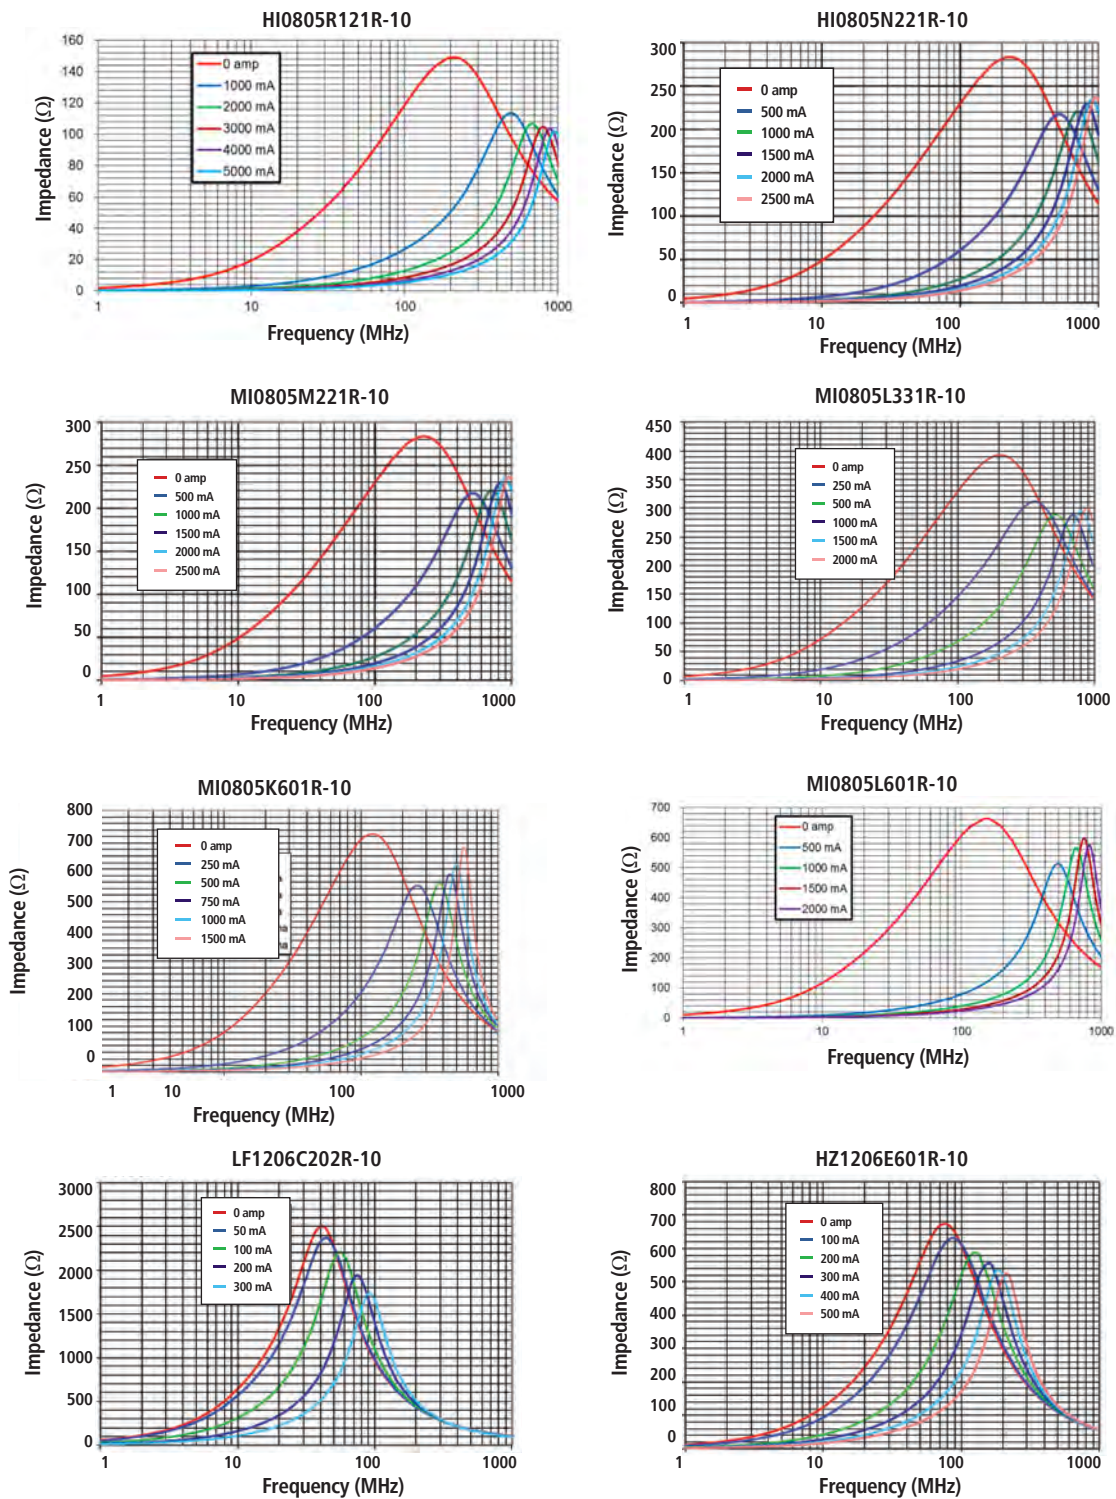 HI0805R121R-10
160
140
120
100
80
60
40
20
0
Impedance (Ω)
0 amp
1000 mA
2000 mA
3000 mA
4000 mA
5000 mA
1 10 100 1000
Frequency (MHz)
HI0805N221R-10
300
250
200
150
100
50
0
Impedance (Ω)
0 amp
500 mA
1000 mA
1500 mA
2000 mA
2500 mA
1 10 100 1000
Frequency (MHz)
MI0805M221R-10
300
250
200
150
100
50
0
Impedance (Ω)
0 amp
500 mA
1000 mA
1500 mA
2000 mA
2500 mA
1 10 100 1000
Frequency (MHz)
MI0805L331R-10
450
400
350
300
250
200
150
100
50
0
Impedance (Ω)
0 amp
250 mA
500 mA
1000 mA
1500 mA
2000 mA
1 10 100 1000
Frequency (MHz)
MI0805K601R-10
800
700
600
500
400
300
200
100
0
Impedance (Ω)
0 amp
250 mA
500 mA
750 mA
1000 mA
1500 mA
1 10 100 1000
Frequency (MHz)
MI0805L601R-10
700
600
500
400
300
200
100
0
Impedance (Ω)
0 amp
500 mA
1000 mA
1500 mA
2000 mA
1 10 100 1000
Frequency (MHz)
LF1206C202R-10
3000
2500
2000
1500
1000
500
0
Impedance (Ω)
0 amp
50 mA
100 mA
200 mA
300 mA
1 10 100 1000
Frequency (MHz)
HZ1206E601R-10
800
700
600
500
400
300
200
100
0
Impedance (Ω)
0 amp
100 mA
200 mA
300 mA
400 mA
500 mA
1 10 100 1000
Frequency (MHz)